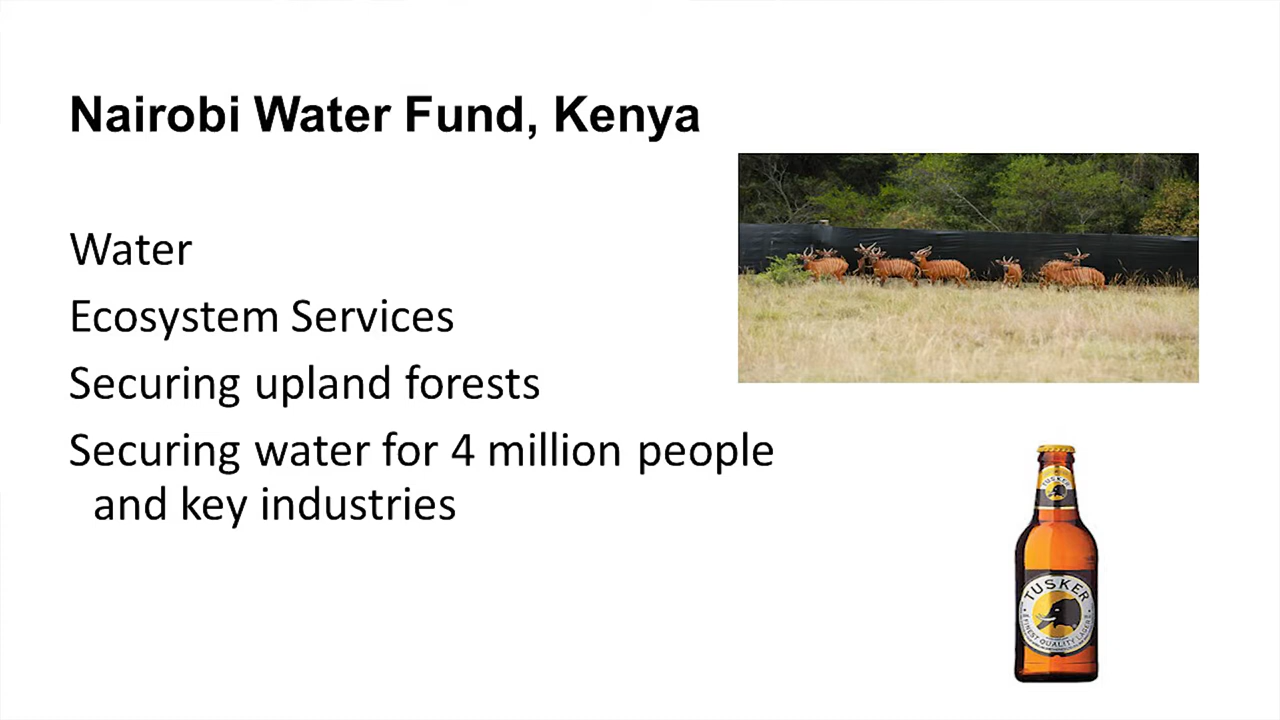 Nairobi Water Fund, Kenya
Water
Ecosystem Services
Securing upland forests
Securing water for 4 million people
and key industries
TUSKER
TUSKER
FINEST QUALITY LAGER